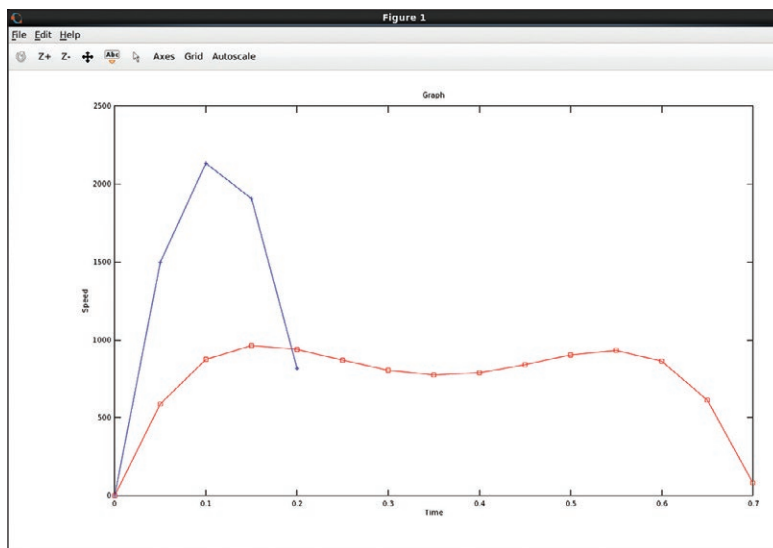 Figure 1
File Edit Help
Z+ Z- Abc Axes Grid Autoscale
Graph
2500
2000
1500
Speed
1000
500
0
0 0.1 0.2 0.3 0.4 0.5 0.6 0.7
Time